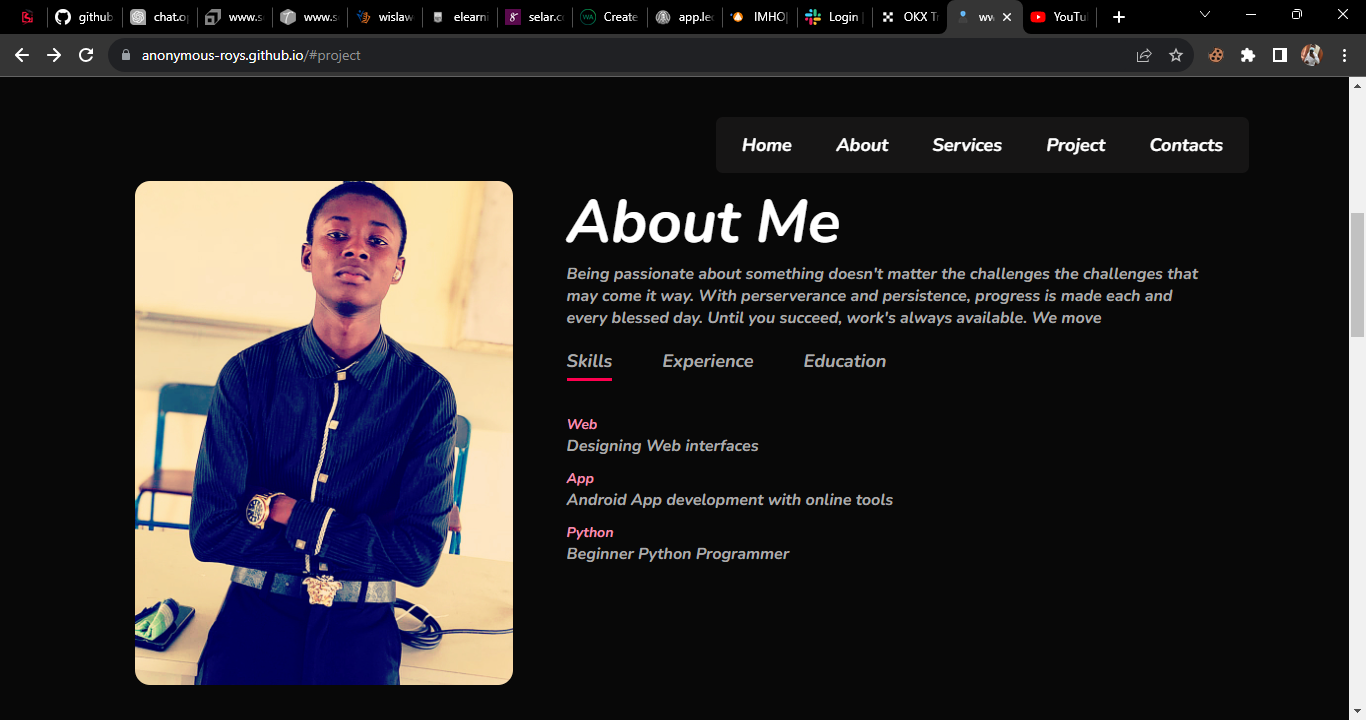 github
chat.o
www.s
www.s
wislaw
elearni
selar.c
Create
app.le
IMHO
Login
OKX T
ww
YouTu
anonymous-roys.github.io/#project
Home About Services Project Contacts
About Me
Being passionate about something doesn't matter the challenges the challenges that
may come it way. With perserverance and persistence, progress is made each and
every blessed day. Until you succeed, work's always available. We move
Skills Experience Education
Web
Designing Web interfaces
App
Android App development with online tools
Python
Beginner Python Programmer